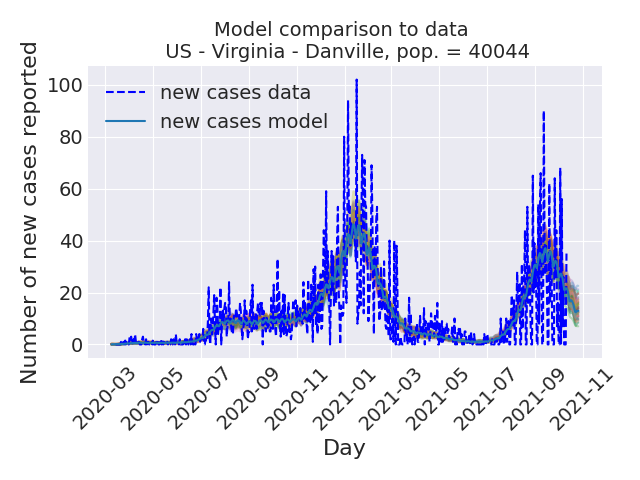 Model comparison to data
US - Virginia - Danville, pop. = 40044
Number of new cases reported
100
80
60
40
20
0
new cases data
new cases model
2020-03
2020-05
2020-07
2020-09
2020-11
2021-01
2021-03
2021-05
2021-07
2021-09
2021-11
Day